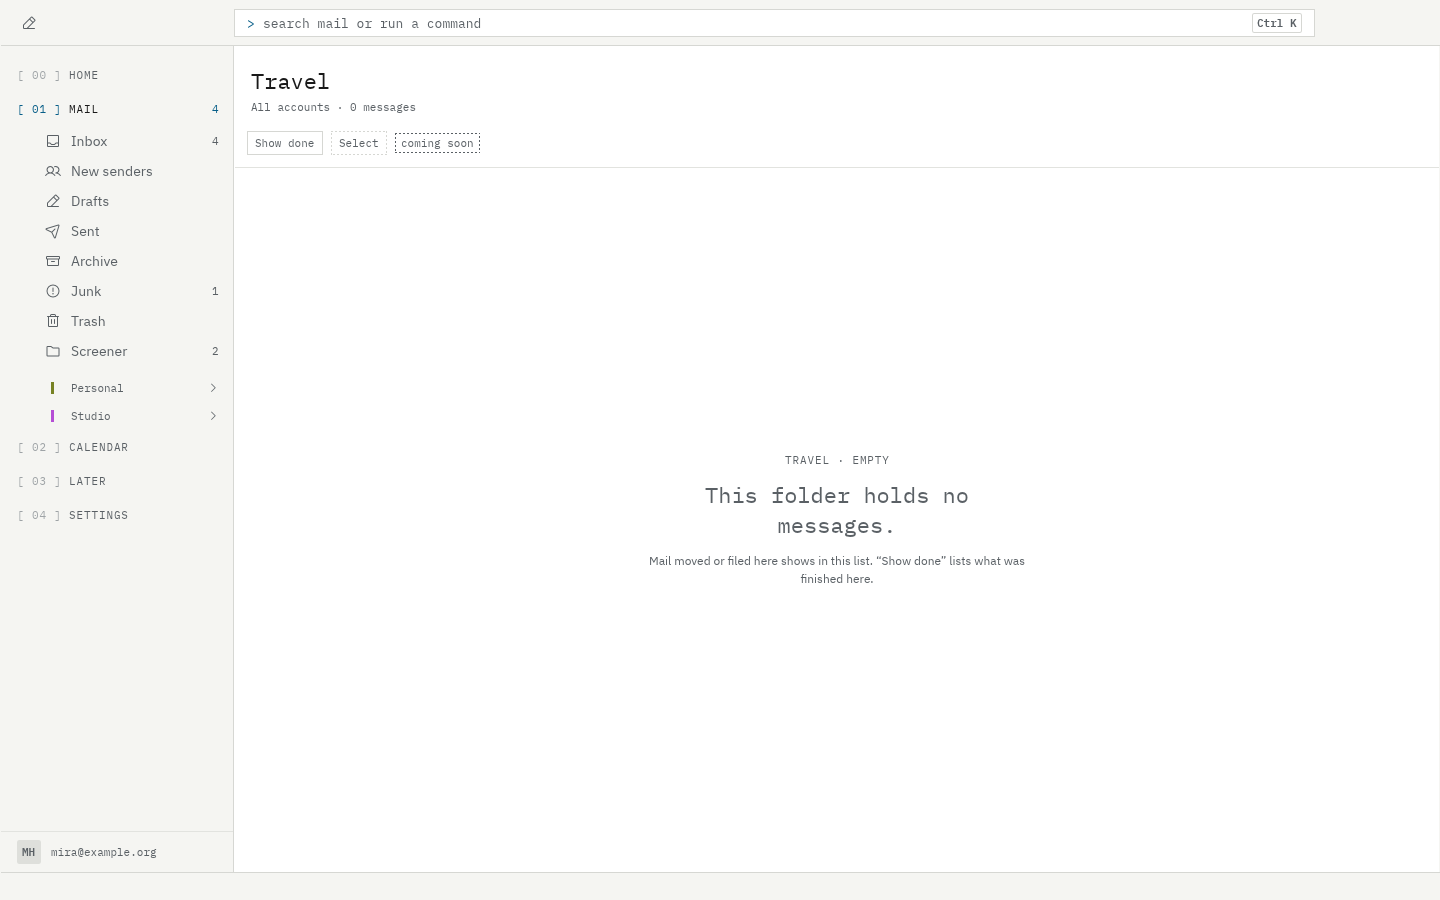 > search mail or run a command
Ctrl K
[ 00 ] HOME
[ 01 ] MAIL 4
Inbox 4
New senders
Drafts
Sent
Archive
Junk 1
Trash
Screener 2
Personal
Studio
[ 02 ] CALENDAR
[ 03 ] LATER
[ 04 ] SETTINGS
MH mira@example.org
Travel
All accounts · 0 messages
Show done Select coming soon
TRAVEL · EMPTY
This folder holds no
messages.
Mail moved or filed here shows in this list. “Show done” lists what was
finished here.